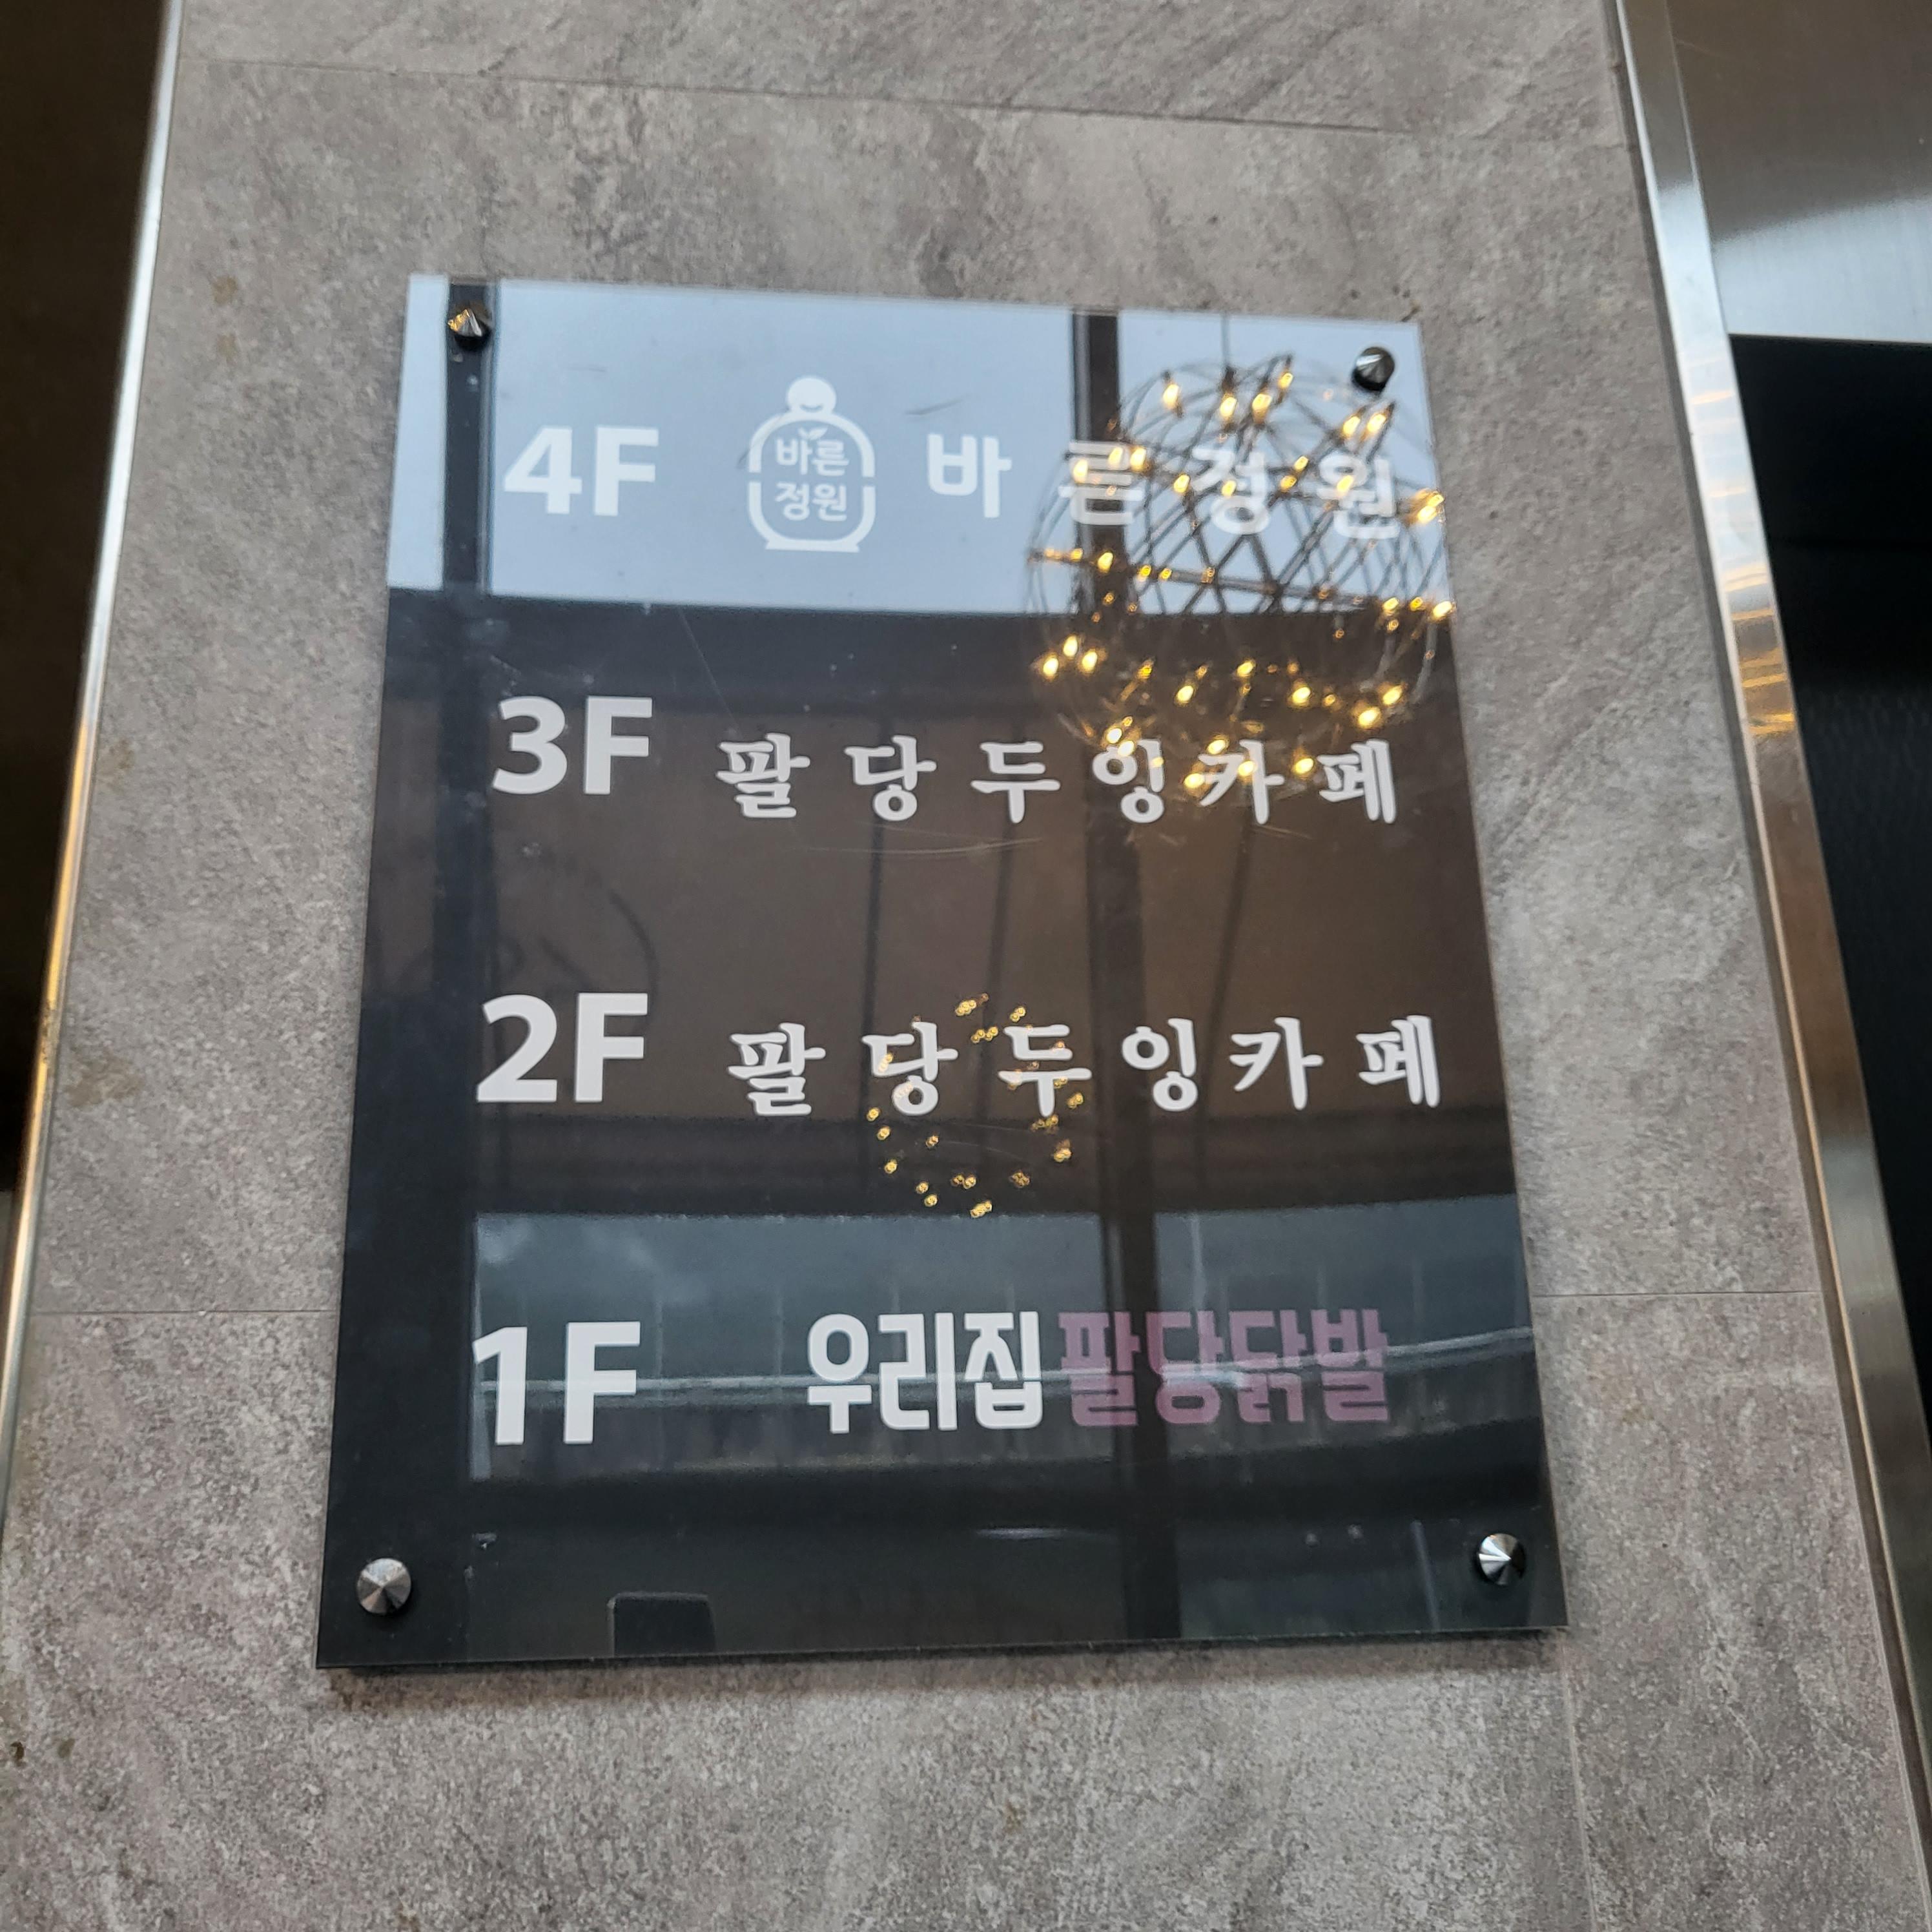 4F 바른 정원 바른정원
3F 팔당두잉카페
2F 팔당두잉카페
1F 우리집팔당닭발